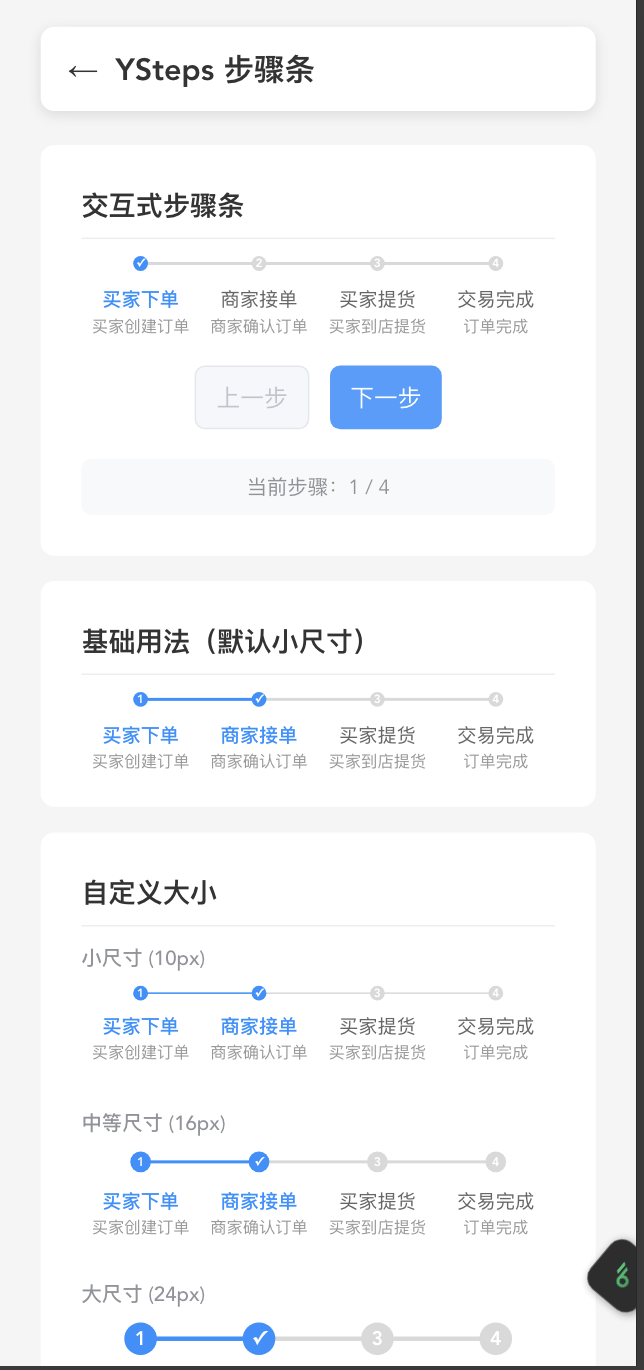 ← YSteps 步骤条
交互式步骤条
✓ 2 3 4
买家下单 商家接单 买家提货 交易完成
买家创建订单 商家确认订单 买家到店提货 订单完成
上一步 下一步
当前步骤：1 / 4
基础用法（默认小尺寸）
1 ✓ 3 4
买家下单 商家接单 买家提货 交易完成
买家创建订单 商家确认订单 买家到店提货 订单完成
自定义大小
小尺寸 (10px)
1 ✓ 3 4
买家下单 商家接单 买家提货 交易完成
买家创建订单 商家确认订单 买家到店提货 订单完成
中等尺寸 (16px)
1 ✓ 3 4
买家下单 商家接单 买家提货 交易完成
买家创建订单 商家确认订单 买家到店提货 订单完成
大尺寸 (24px)
1 ✓ 3 4